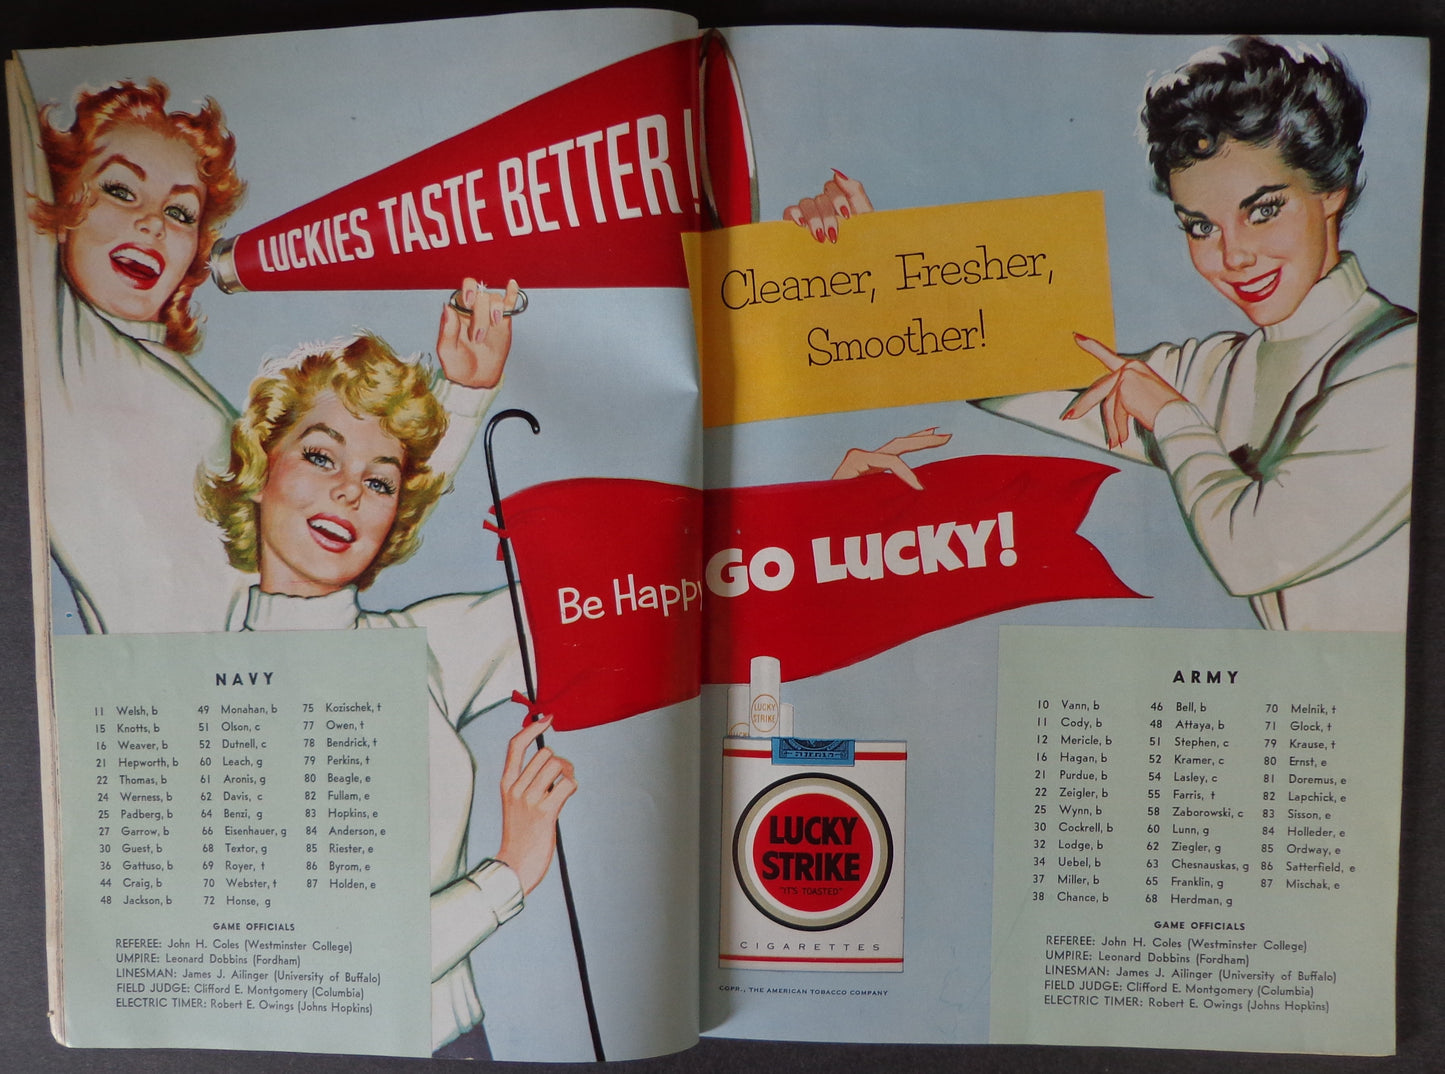 LUCKIES TASTE BETTER!
Cleaner, Fresher,
Smoother!
Be Happy GO LUCKY!
LUCKY
STRIKE
LUCKY
STRIKE
"IT'S TOASTED"
CIGARETTES
COPR., THE AMERICAN TOBACCO COMPANY
NAVY
11 Welsh, b
15 Knotts, b
16 Weaver, b
21 Hepworth, b
22 Thomas, b
24 Werness, b
25 Padberg, b
27 Garrow, b
30 Guest, b
36 Gattuso, b
44 Craig, b
48 Jackson, b
49 Monahan, b
51 Olson, c
52 Dutnell, c
60 Leach, g
61 Aronis, g
62 Davis, c
64 Benzi, g
66 Eisenhauer, g
68 Textor, g
69 Royer, t
70 Webster, t
72 Honse, g
75 Kozischek, t
77 Owen, t
78 Bendrick, t
79 Perkins, t
80 Beagle, e
82 Fullam, e
83 Hopkins, e
84 Anderson, e
85 Riester, e
86 Byrom, e
87 Holden, e
GAME OFFICIALS
REFEREE: John H. Coles (Westminster College)
UMPIRE: Leonard Dobbins (Fordham)
LINESMAN: James J. Ailinger (University of Buffalo)
FIELD JUDGE: Clifford E. Montgomery (Columbia)
ELECTRIC TIMER: Robert E. Owings (Johns Hopkins)
ARMY
10 Vann, b
11 Cody, b
12 Mericle, b
16 Hagan, b
21 Purdue, b
22 Zeigler, b
25 Wynn, b
30 Cockrell, b
32 Lodge, b
34 Uebel, b
37 Miller, b
38 Chance, b
46 Bell, b
48 Attaya, b
51 Stephen, c
52 Kramer, c
54 Lasley, c
55 Farris, t
58 Zaborowski, c
60 Lunn, g
62 Ziegler, g
63 Chesnauskas, g
65 Franklin, g
68 Herdman, g
70 Melnik, t
71 Glock, t
79 Krause, t
80 Ernst, e
81 Doremus, e
82 Lapchick, e
83 Sisson, e
84 Holleder, e
85 Ordway, e
86 Satterfield, e
87 Mischak, e
GAME OFFICIALS
REFEREE: John H. Coles (Westminster College)
UMPIRE: Leonard Dobbins (Fordham)
LINESMAN: James J. Ailinger (University of Buffalo)
FIELD JUDGE: Clifford E. Montgomery (Columbia)
ELECTRIC TIMER: Robert E. Owings (Johns Hopkins)